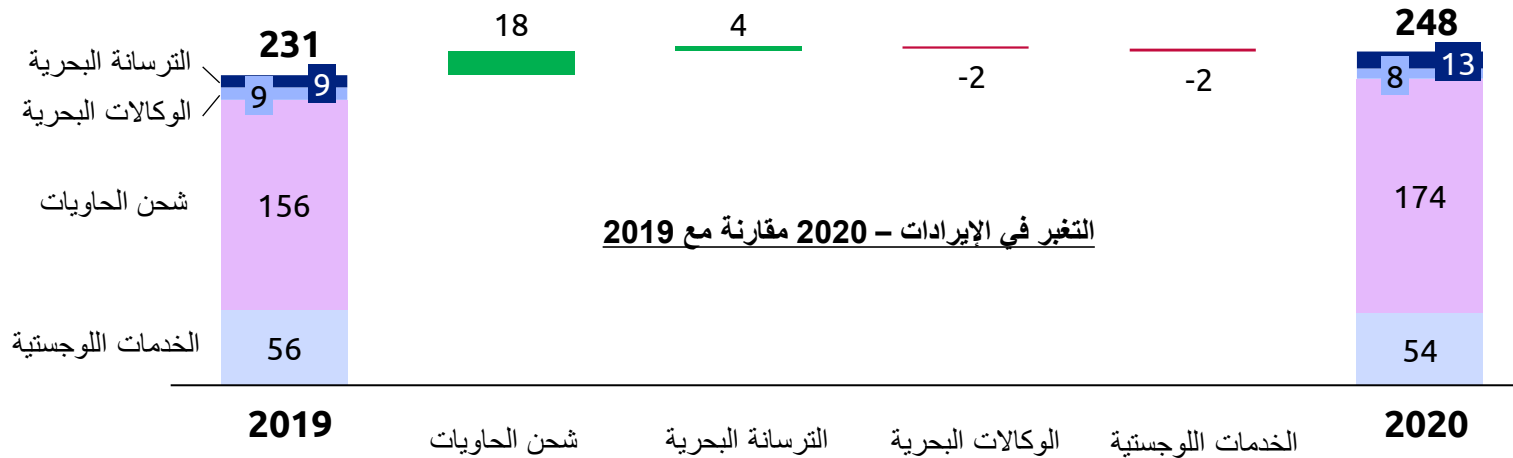 231
18
4
-2
-2
248
الترسانة البحرية
9
13
الوكالات البحرية
9
8
شحن الحاويات
156
174
التغبر في الإيرادات – 2020 مقارنة مع 2019
الخدمات اللوجستية
56
54
2019
شحن الحاويات
الترسانة البحرية
الوكالات البحرية
الخدمات اللوجستية
2020